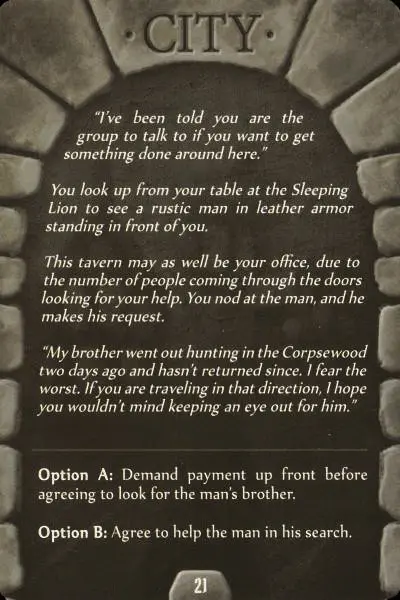 · CITY ·
“I’ve been told you are the
group to talk to if you want to get
something done around here.”
You look up from your table at the Sleeping
Lion to see a rustic man in leather armor
standing in front of you.
This tavern may as well be your office, due to
the number of people coming through the doors
looking for your help. You nod at the man, and he
makes his request.
“My brother went out hunting in the Corpsewood
two days ago and hasn’t returned since. I fear the
worst. If you are traveling in that direction, I hope
you wouldn’t mind keeping an eye out for him.”
Option A: Demand payment up front before
agreeing to look for the man’s brother.
Option B: Agree to help the man in his search.
21